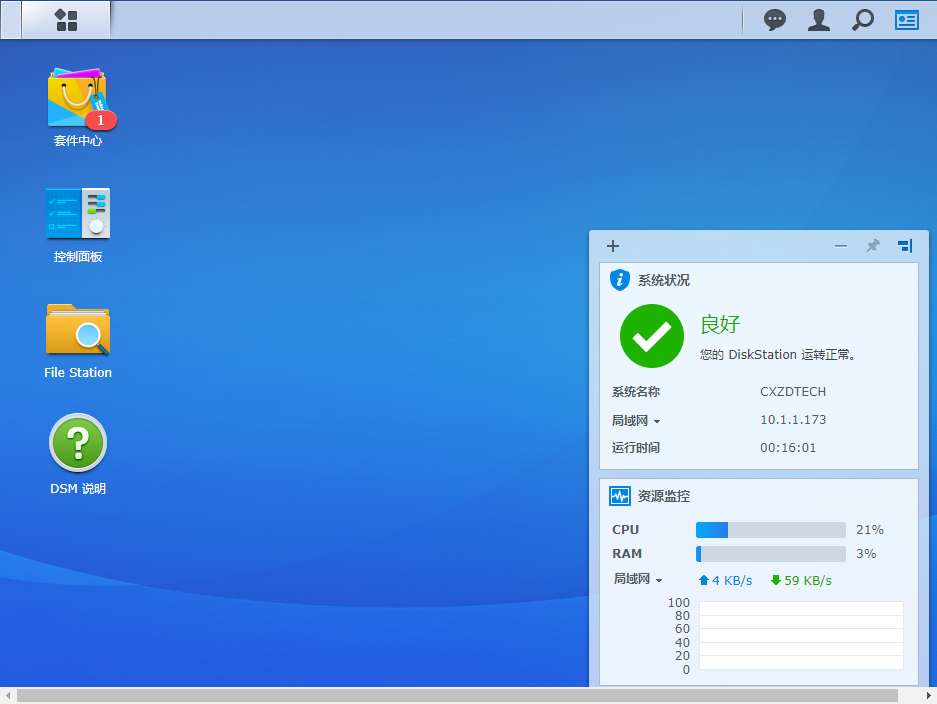 1
套件中心
控制面板
File Station
DSM 说明
系统状况
良好
您的 DiskStation 运转正常。
系统名称 CXZDTECH
局域网 10.1.1.173
运行时间 00:16:01
资源监控
CPU 21%
RAM 3%
局域网 4 KB/s 59 KB/s
100
80
60
40
20
0